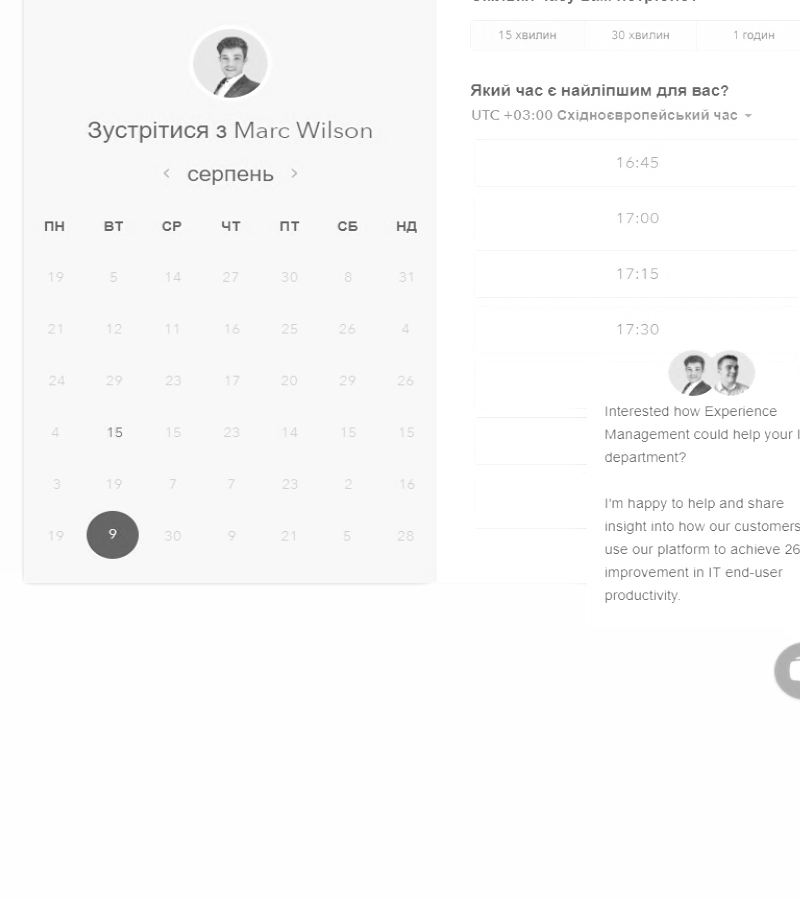 Зустрітися з Marc Wilson
серпень
ПН ВТ СР ЧТ ПТ СБ НД
19 5 14 27 30 8 31
21 12 11 16 25 26 4
24 29 23 17 20 29 26
4 15 15 23 14 15 15
3 19 7 7 23 2 16
19 9 30 9 21 5 28
15 хвилин 30 хвилин 1 годин
Який час є найліпшим для вас?
UTC +03:00 Східноєвропейський час
16:45
17:00
17:15
17:30
Interested how Experience
Management could help your
department?
I'm happy to help and share
insight into how our customers
use our platform to achieve 26
improvement in IT end-user
productivity.